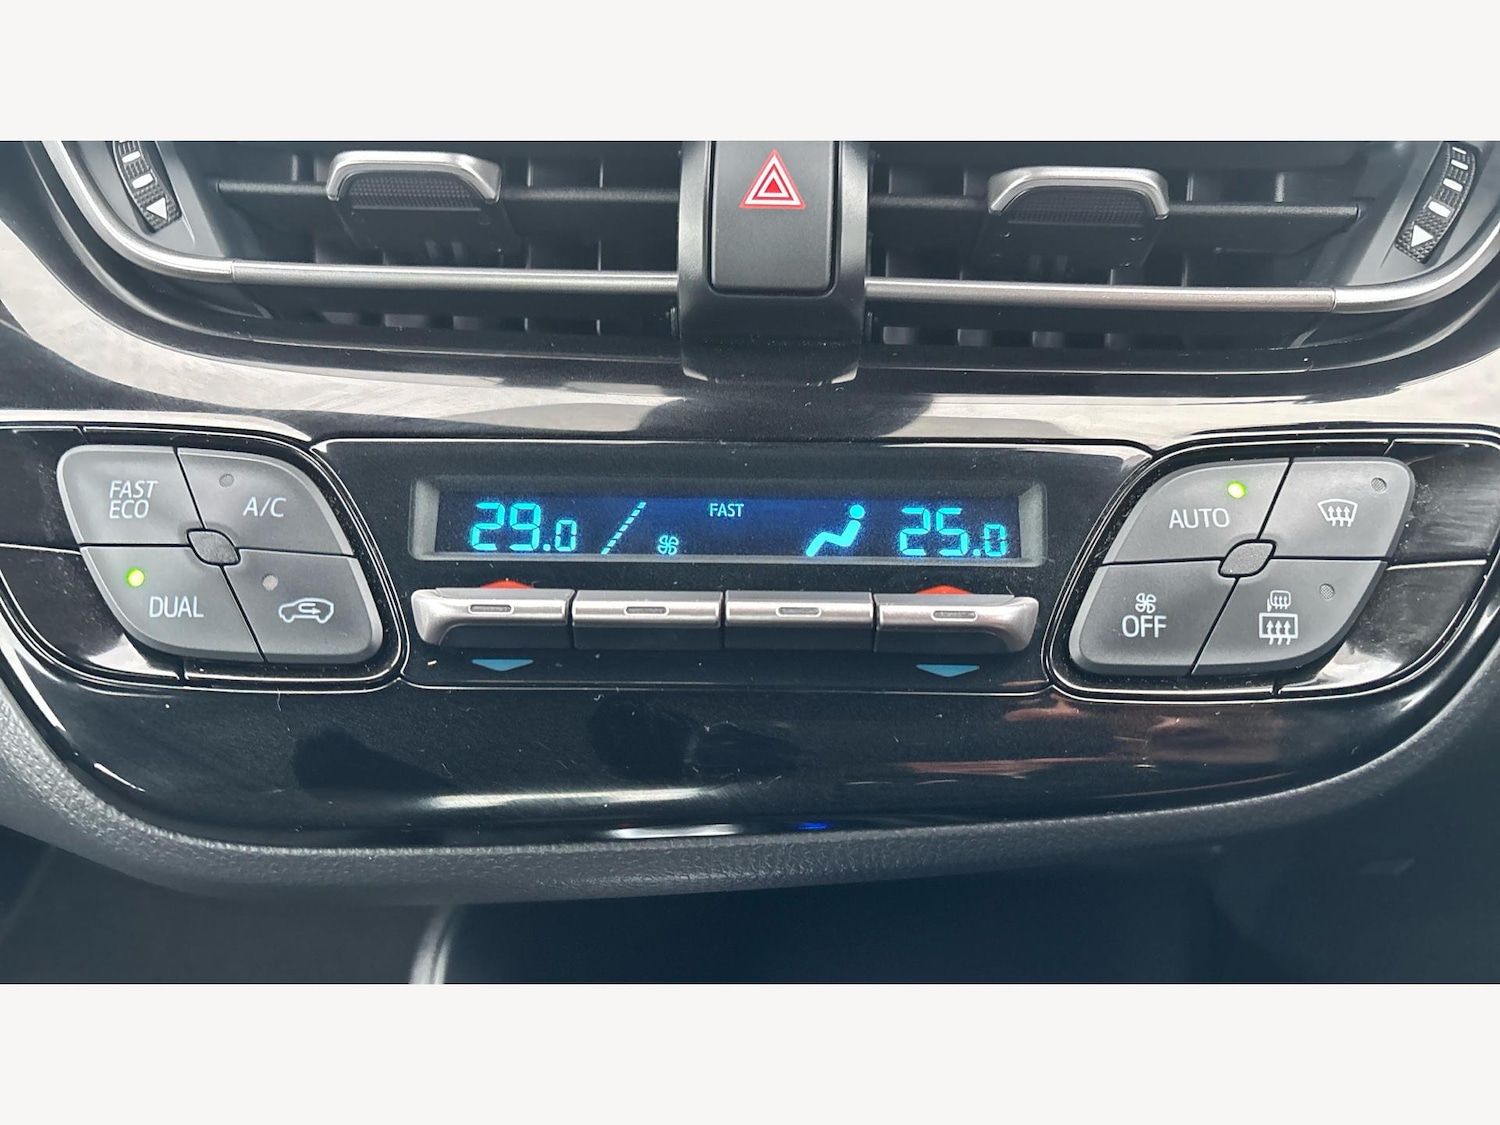 FAST
ECO
A/C
DUAL
29.0
FAST
25.0
AUTO
OFF